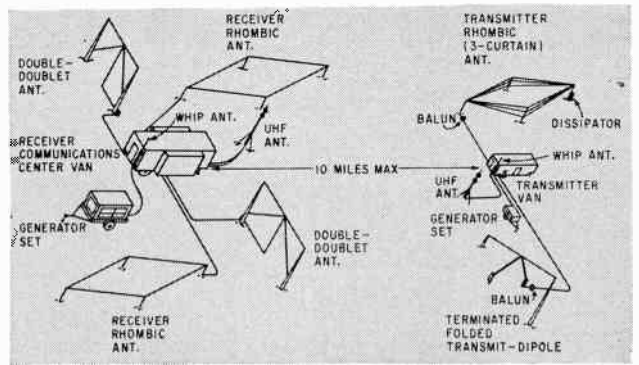 RECEIVER
RHOMBIC
ANT.
TRANSMITTER
RHOMBIC
(3-CURTAIN)
ANT.
DOUBLE-
DOUBLET
ANT.
WHIP ANT.
UHF
ANT.
BALUN
DISSIPATOR
RECEIVER
COMMUNICATIONS
CENTER VAN
10 MILES MAX
WHIP ANT.
UHF
ANT.
TRANSMITTER
VAN
GENERATOR
SET
GENERATOR
SET
DOUBLE-
DOUBLET
ANT.
RECEIVER
RHOMBIC
ANT.
BALUN
TERMINATED
FOLDED
TRANSMIT-DIPOLE